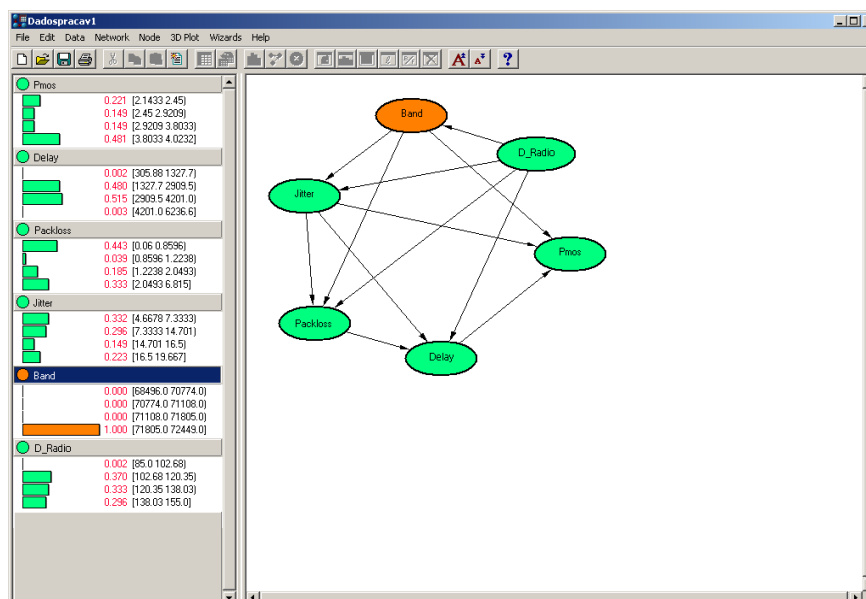 Dadospracav1
File Edit Data Network Node 3D Plot Wizards Help
Pmos
0.221 [2.1433 2.45)
0.149 [2.45 2.9209)
0.149 [2.9209 3.8033)
0.481 [3.8033 4.0232)
Delay
0.002 [305.88 1327.7)
0.480 [1327.7 2909.5)
0.515 [2909.5 4201.0)
0.003 [4201.0 6236.6)
Packloss
0.443 [0.06 0.8596)
0.039 [0.8596 1.2238)
0.185 [1.2238 2.0493)
0.333 [2.0493 6.815)
Jitter
0.332 [4.6678 7.3333)
0.296 [7.3333 14.701)
0.149 [14.701 16.5)
0.223 [16.5 19.667)
Band
0.000 [68496.0 70774.0)
0.000 [70774.0 71108.0)
0.000 [71108.0 71805.0)
1.000 [71805.0 72449.0)
D_Radio
0.002 [85.0 102.68)
0.370 [102.68 120.35)
0.333 [120.35 138.03)
0.296 [138.03 155.0)
Band
D_Radio
Jitter
Pmos
Packloss
Delay